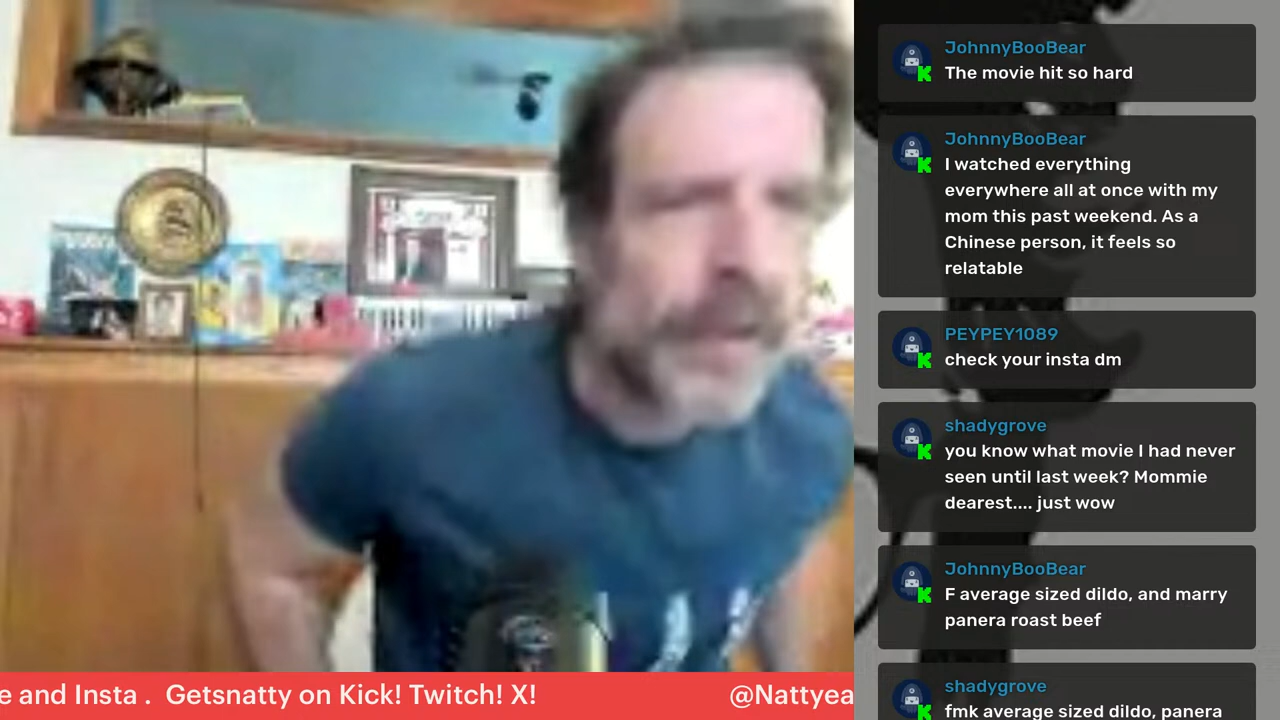 JohnnyBooBear
The movie hit so hard
JohnnyBooBear
I watched everything
everywhere all at once with my
mom this past weekend. As a
Chinese person, it feels so
relatable
PEYPEY1089
check your insta dm
shadygrove
you know what movie I had never
seen until last week? Mommie
dearest.... just wow
JohnnyBooBear
F average sized dildo, and marry
panera roast beef
shadygrove
fmk average sized dildo, panera
e and Insta .  Getsnatty on Kick! Twitch! X!
@Nattyea